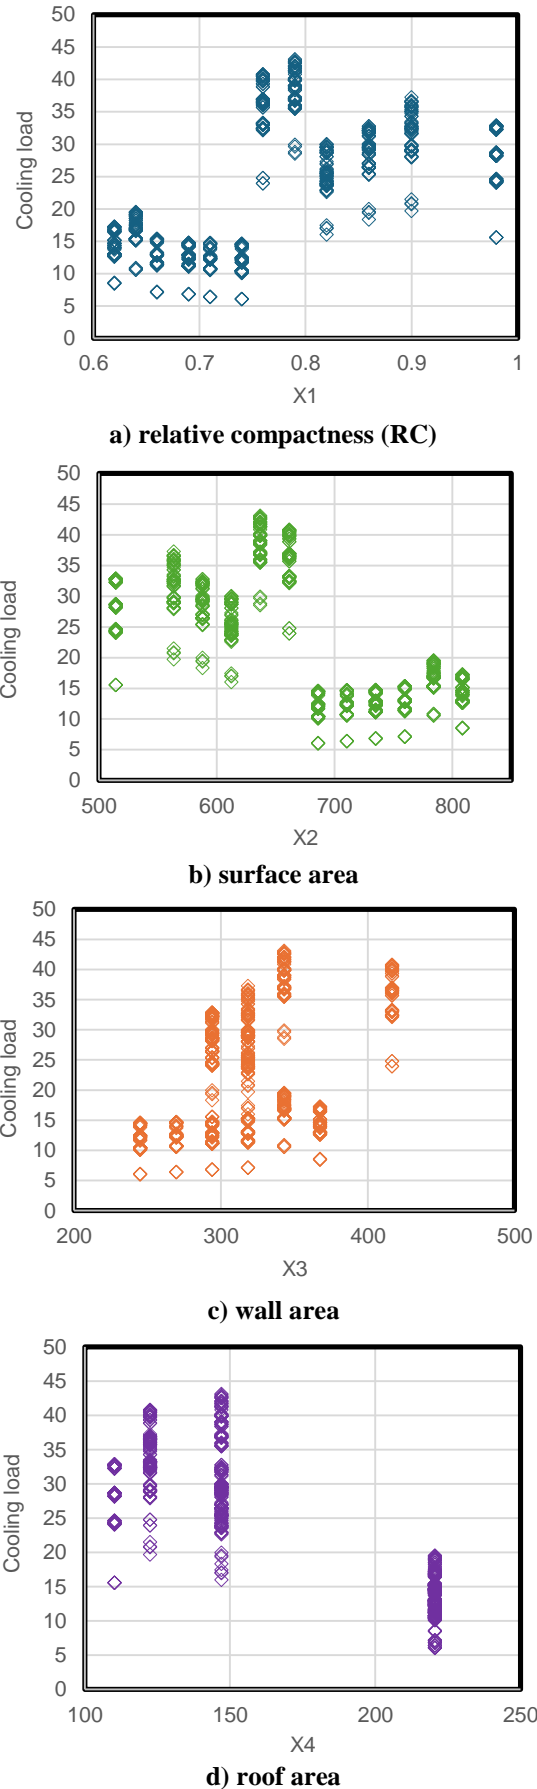 50
45
40
35
30
25
20
15
10
5
0
Cooling load
0.6 0.7 0.8 0.9 1
X1
a) relative compactness (RC)
50
45
40
35
30
25
20
15
10
5
0
Cooling load
500 600 700 800
X2
b) surface area
50
45
40
35
30
25
20
15
10
5
0
Cooling load
200 300 400 500
X3
c) wall area
50
45
40
35
30
25
20
15
10
5
0
Cooling load
100 150 200 250
X4
d) roof area